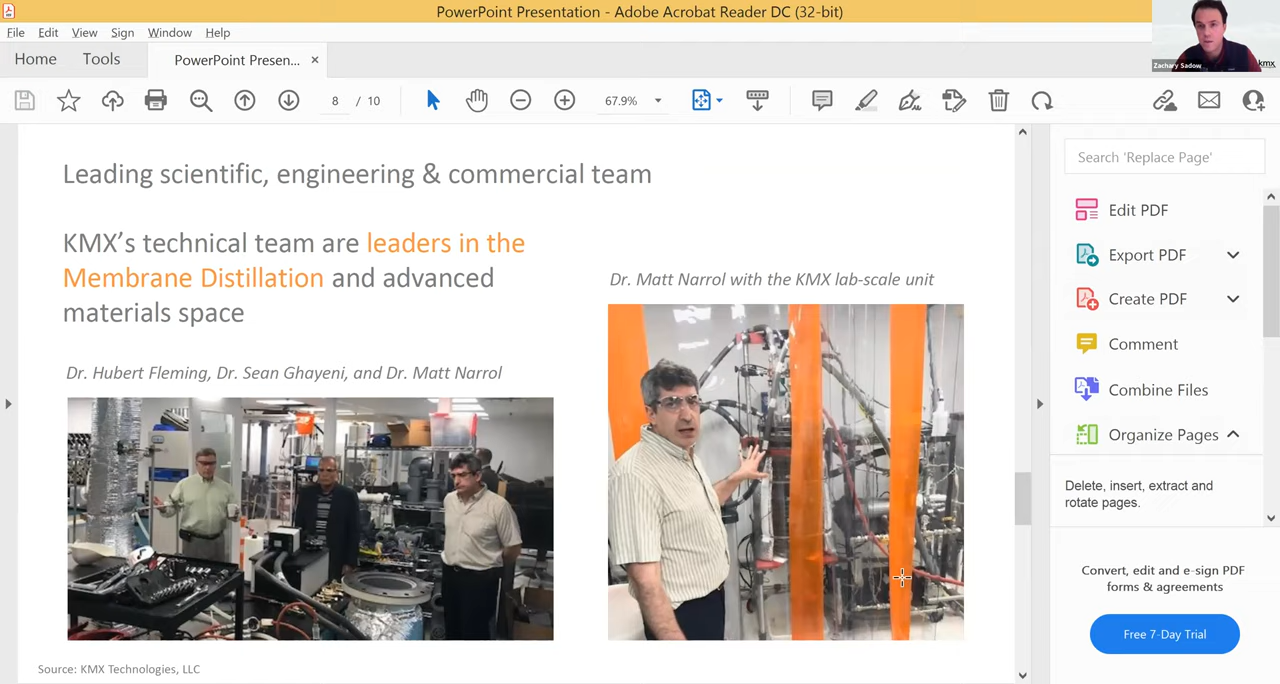 PowerPoint Presentation - Adobe Acrobat Reader DC (32-bit)
File Edit View Sign Window Help
Home Tools PowerPoint Presen... ×
8 / 10 67.9%
Zachary Sadow
kmx
Leading scientific, engineering & commercial team
KMX’s technical team are leaders in the
Membrane Distillation and advanced
materials space
Dr. Hubert Fleming, Dr. Sean Ghayeni, and Dr. Matt Narrol
Dr. Matt Narrol with the KMX lab-scale unit
Source: KMX Technologies, LLC
Search 'Replace Page'
Edit PDF
Export PDF
Create PDF
Comment
Combine Files
Organize Pages
Delete, insert, extract and
rotate pages.
Convert, edit and e-sign PDF
forms & agreements
Free 7-Day Trial